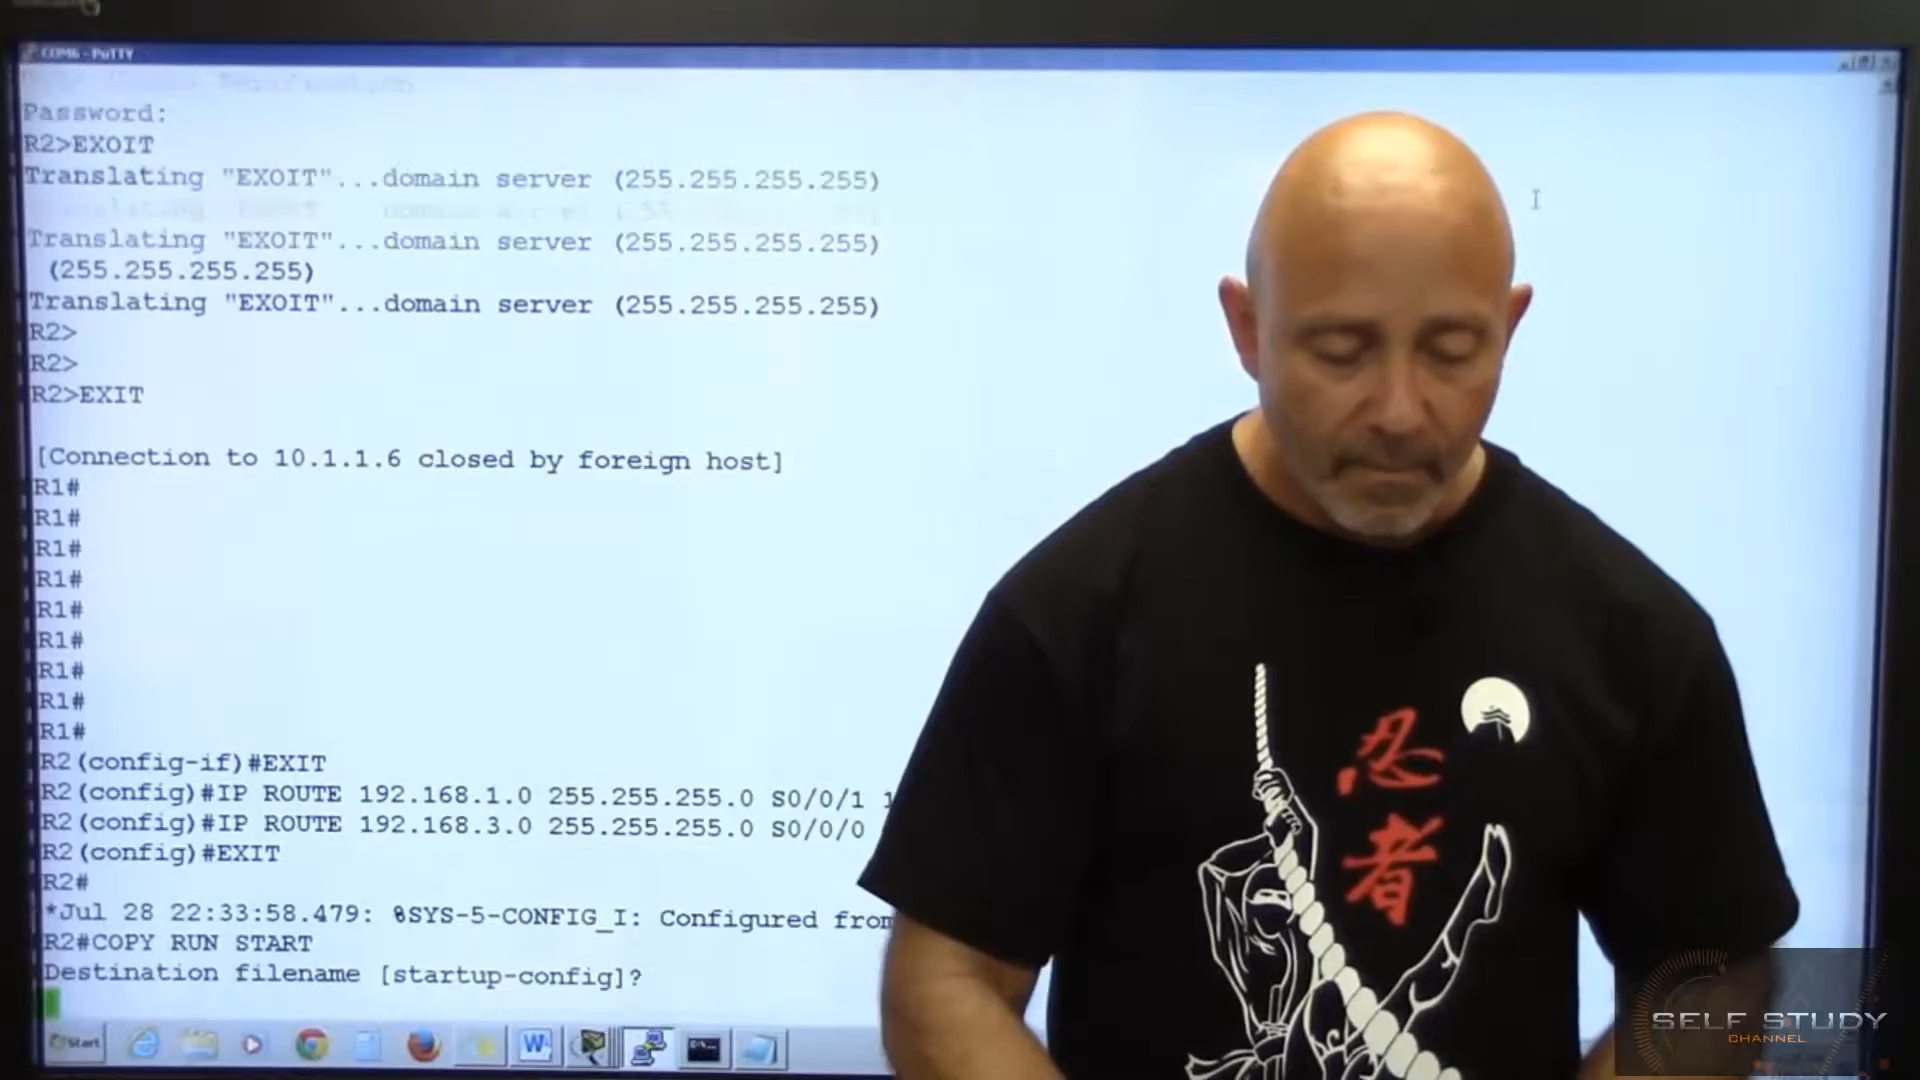 COM6 - PuTTY
Password:
R2>EXOIT
Translating "EXOIT"...domain server (255.255.255.255)
Translating "EXOIT"...domain server (255.255.255.255)
(255.255.255.255)
Translating "EXOIT"...domain server (255.255.255.255)
R2>
R2>
R2>EXIT
[Connection to 10.1.1.6 closed by foreign host]
R1#
R1#
R1#
R1#
R1#
R1#
R1#
R1#
R1#
R2(config-if)#EXIT
R2(config)#IP ROUTE 192.168.1.0 255.255.255.0 S0/0/1 1
R2(config)#IP ROUTE 192.168.3.0 255.255.255.0 S0/0/0
R2(config)#EXIT
R2#
*Jul 28 22:33:58.479: %SYS-5-CONFIG_I: Configured from
R2#COPY RUN START
Destination filename [startup-config]?
Start
忍者
SELF STUDY
CHANNEL